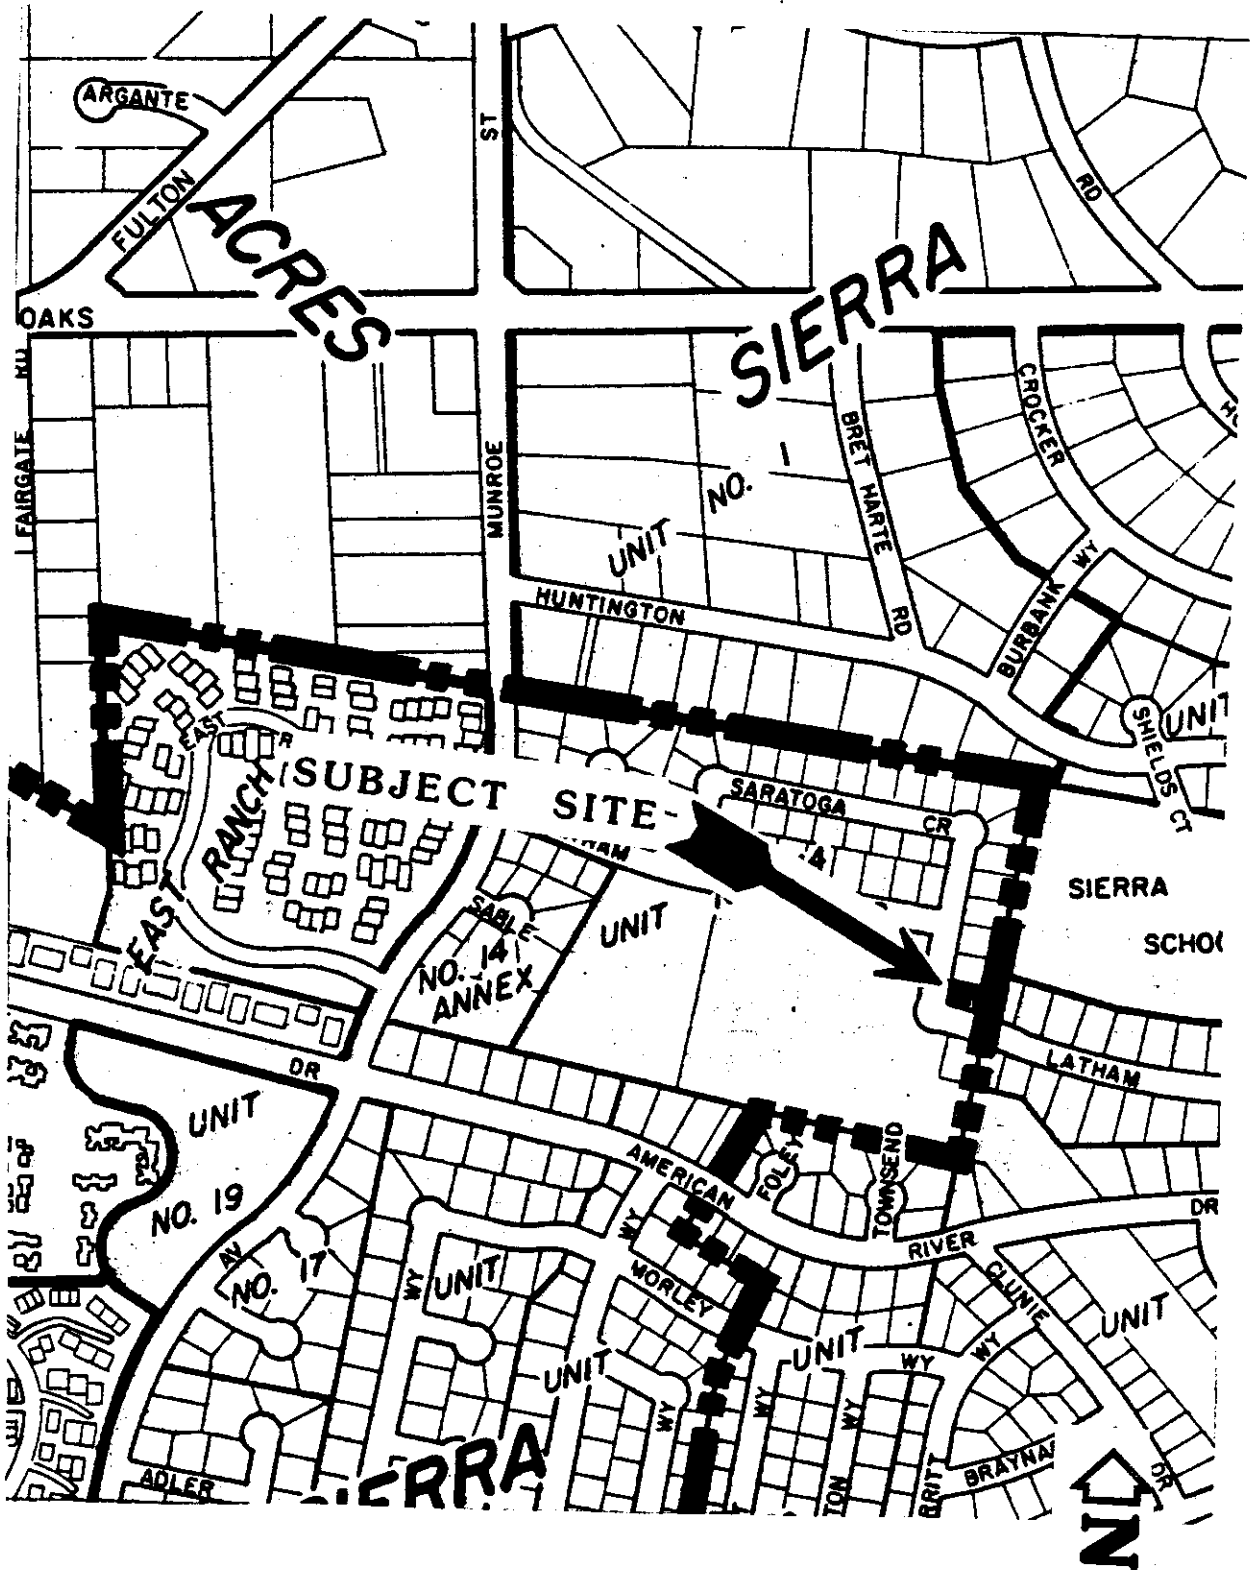 ARGANTE
ST
FULTON
RD
ACRES
SIERRA
OAKS
RD
FAIRGATE
MUNROE
CROCKER
BRET HARTE
RD
NO. 1
UNIT
HUNTINGTON
BURBANK WY
SHIELDS CT
UNIT
EAST
RANCH
SUBJECT SITE
SARATOGA
CR
SIERRA
EAST
SABLE
UNIT
NO. 14
ANNEX
LATHAM
DR
UNIT
NO. 19
AMERICAN
FOLEY
TOWNSEND
RIVER
DR
AV
NO. 17
WY
UNIT
WY
MORLEY
CLUNIE
UNIT
UNIT
WY
WY
UNIT
WY
WY
WY
ADLER
DR
N